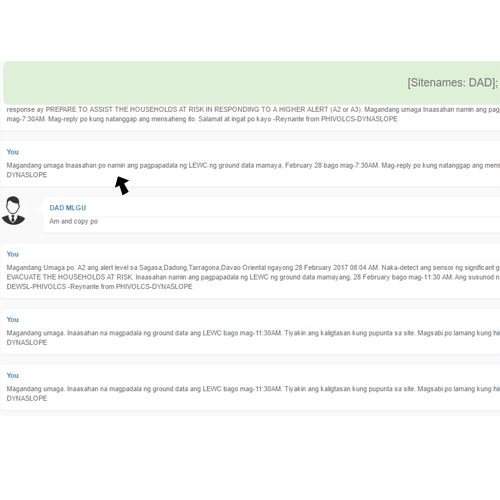 [Sitenames: DAD];
response ay PREPARE TO ASSIST THE HOUSEHOLDS AT RISK IN RESPONDING TO A HIGHER ALERT (A2 or A3). Magandang umaga Inaasahan namin ang pag
mag-7:30AM. Mag-reply po kung natanggap ang mensaheng ito. Salamat at ingat po kayo -Reynante from PHIVOLCS-DYNASLOPE
You
Magandang umaga Inaasahan po namin ang pagpapadala ng LEWC ng ground data mamaya, February 28 bago mag-7:30AM. Mag-reply po kung natanggap ang mens
DYNASLOPE
DAD MLGU
Am and copy po
You
Magandang Umaga po. A2 ang alert level sa Sagasa,Dadong,Tarragona,Davao Oriental ngayong 28 February 2017 08:04 AM. Naka-detect ang sensor ng significant g
EVACUATE THE HOUSEHOLDS AT RISK. Inaasahan namin ang pagpapadala ng LEWC ng ground data mamayang, 28 February bago mag-11:30 AM. Ang susunod n
DEWSL-PHIVOLCS -Reynante from PHIVOLCS-DYNASLOPE
You
Magandang umaga. Inaasahan na magpadala ng ground data ang LEWC bago mag-11:30AM. Tiyakin ang kaligtasan kung pupunta sa site. Magsabi po lamang kung hin
DYNASLOPE
You
Magandang umaga. Inaasahan na magpadala ng ground data ang LEWC bago mag-11:30AM. Tiyakin ang kaligtasan kung pupunta sa site. Magsabi po lamang kung hin
DYNASLOPE